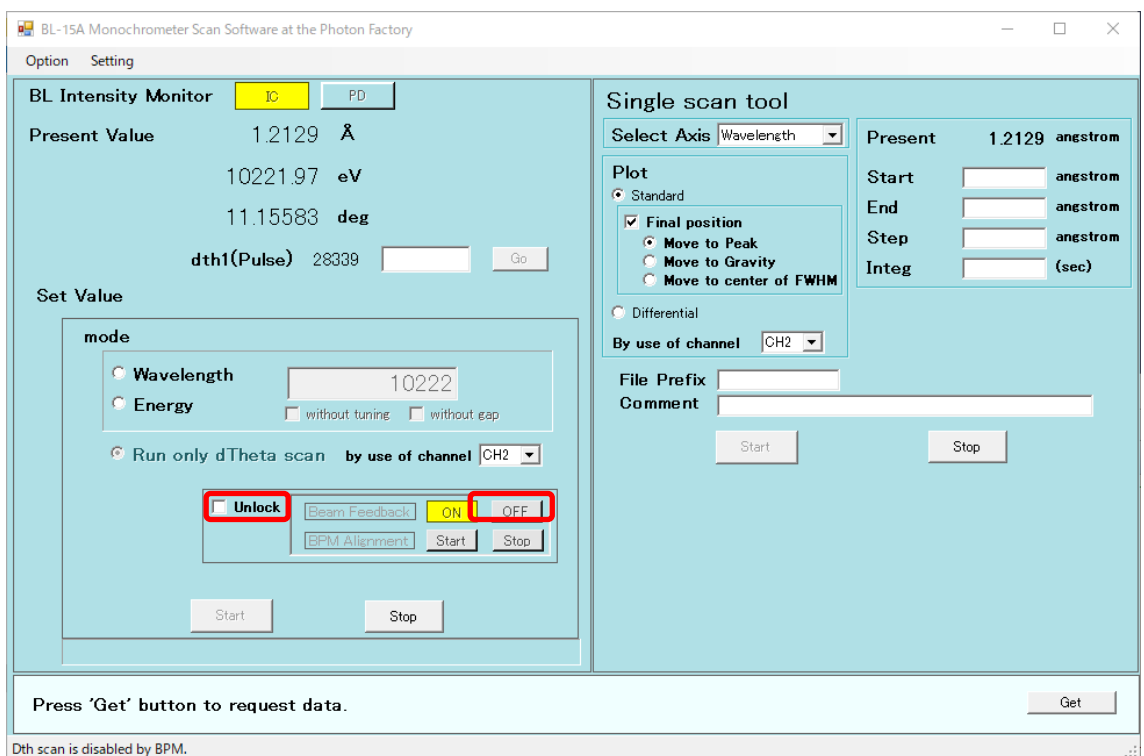 BL-15A Monochrometer Scan Software at the Photon Factory
Option Setting
BL Intensity Monitor IC PD
Present Value 1.2129 Å
10221.97 eV
11.15583 deg
dth1(Pulse) 28339 Go
Set Value
mode
Wavelength 10222
Energy
without tuning without gap
Run only dTheta scan by use of channel CH2
Unlock Beam Feedback ON OFF
BPM Alignment Start Stop
Start Stop
Single scan tool
Select Axis Wavelength
Plot
Standard
Final position
Move to Peak
Move to Gravity
Move to center of FWHM
Differential
By use of channel CH2
Present 1.2129 angstrom
Start angstrom
End angstrom
Step angstrom
Integ (sec)
File Prefix
Comment
Start Stop
Press 'Get' button to request data. Get
Dth scan is disabled by BPM.